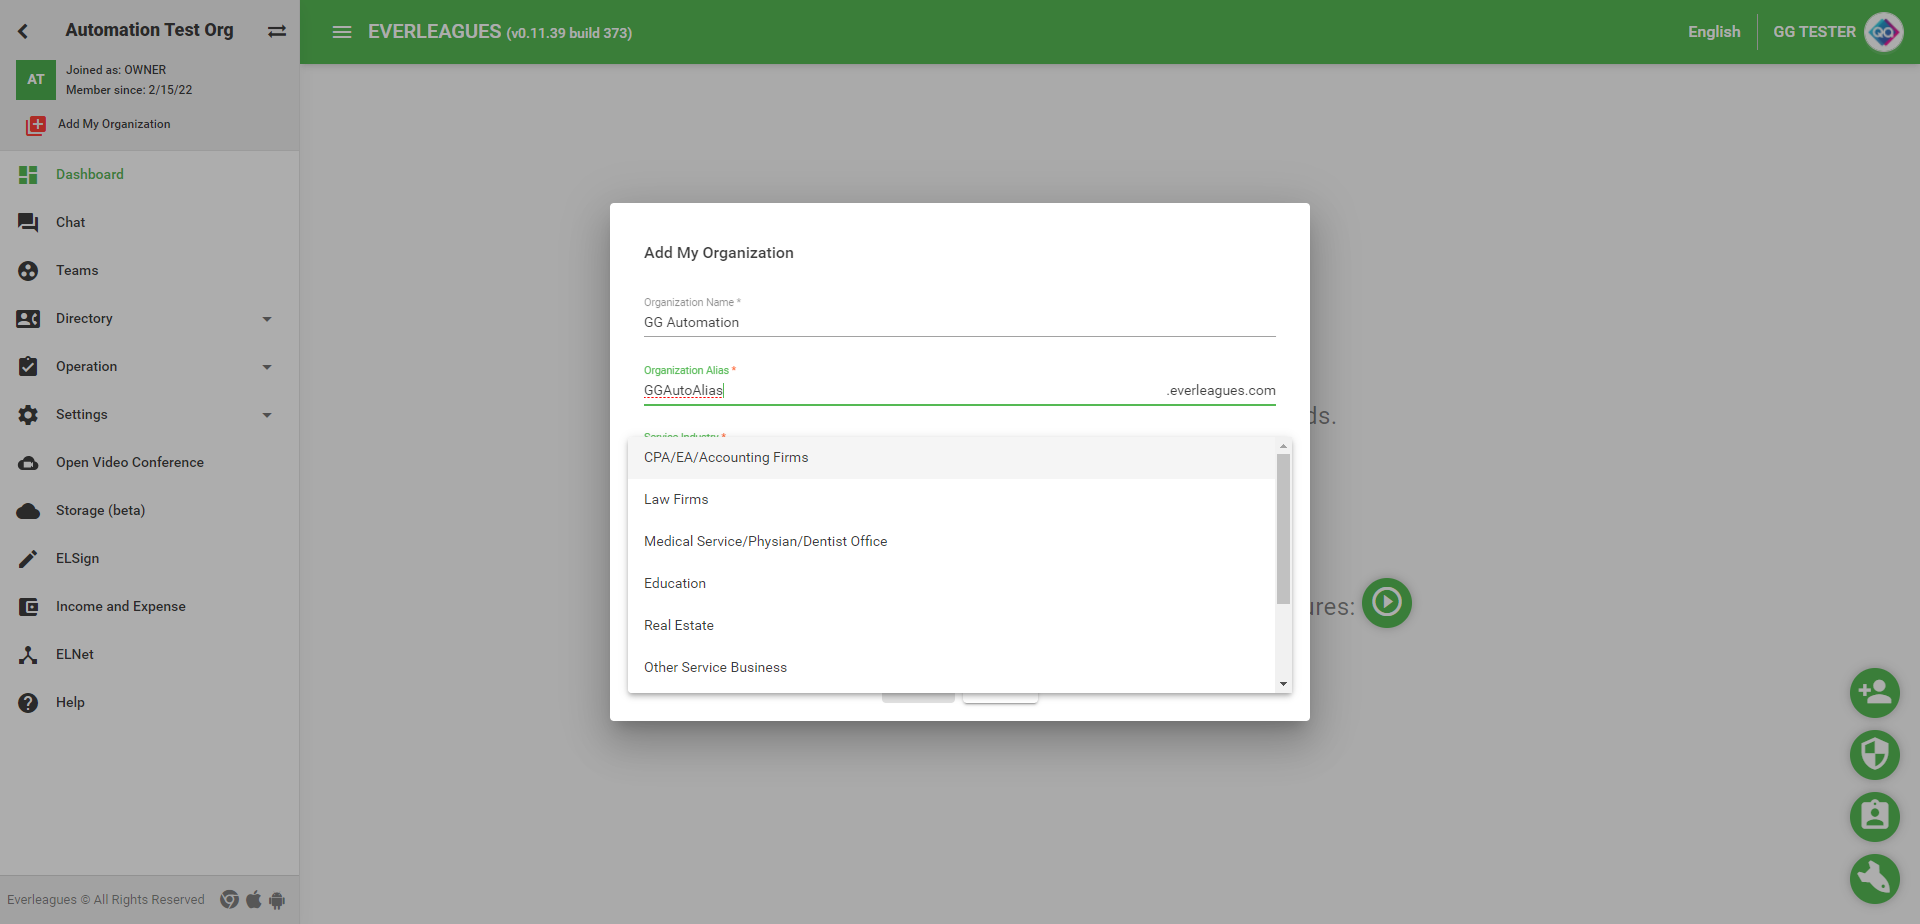 Automation Test Org
AT
Joined as: OWNER
Member since: 2/15/22
Add My Organization
Dashboard
Chat
Teams
Directory
Operation
Settings
Open Video Conference
Storage (beta)
ELSign
Income and Expense
ELNet
Help
Everleagues © All Rights Reserved
EVERLEAGUES (v0.11.39 build 373)
English
GG TESTER
QA
Add My Organization
Organization Name *
GG Automation
Organization Alias *
GGAutoAlias
.everleagues.com
Service Industry *
CPA/EA/Accounting Firms
Law Firms
Medical Service/Physian/Dentist Office
Education
Real Estate
Other Service Business
ds.
ures: